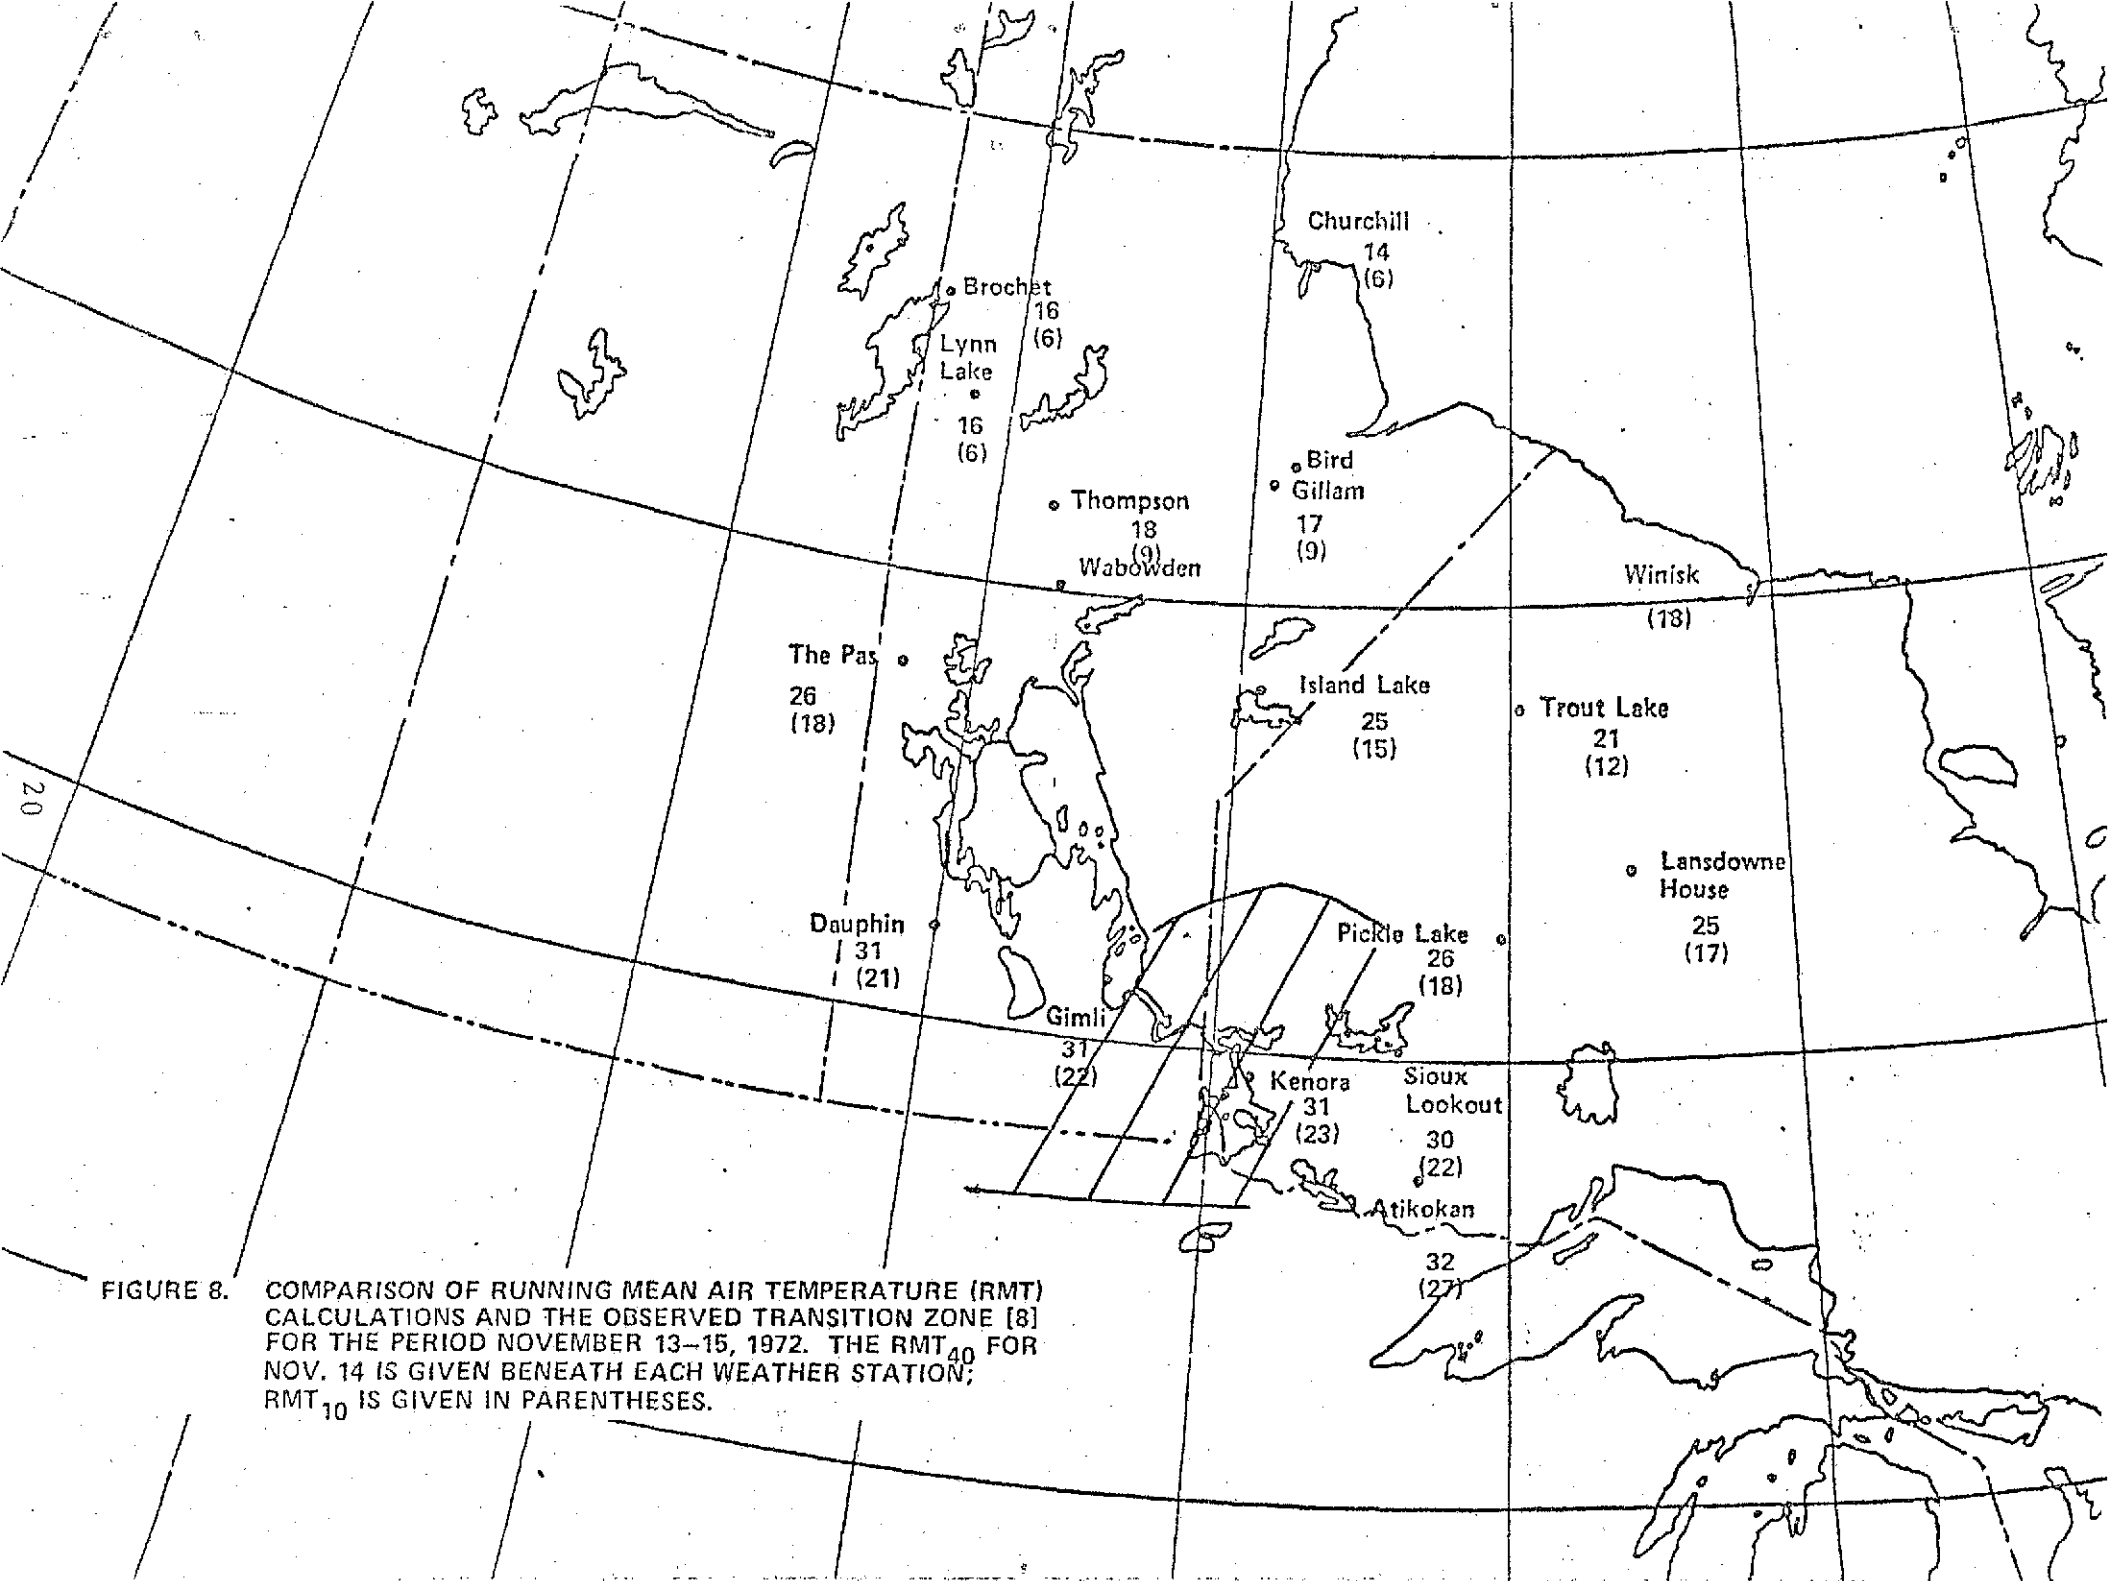 Churchill
14
(6)
Brochet
16
(6)
Lynn
Lake
16
(6)
Bird
Gillam
17
(9)
Thompson
18
(9)
Wabowden
Winisk
(18)
The Pas
26
(18)
Island Lake
25
(15)
Trout Lake
21
(12)
20
Lansdowne
House
25
(17)
Dauphin
31
(21)
Pickle Lake
26
(18)
Gimli
31
(22)
Kenora
31
(23)
Sioux
Lookout
30
(22)
Atikokan
32
(27)
FIGURE 8. COMPARISON OF RUNNING MEAN AIR TEMPERATURE (RMT)
CALCULATIONS AND THE OBSERVED TRANSITION ZONE [8]
FOR THE PERIOD NOVEMBER 13–15, 1972. THE RMT40 FOR
NOV. 14 IS GIVEN BENEATH EACH WEATHER STATION;
RMT10 IS GIVEN IN PARENTHESES.